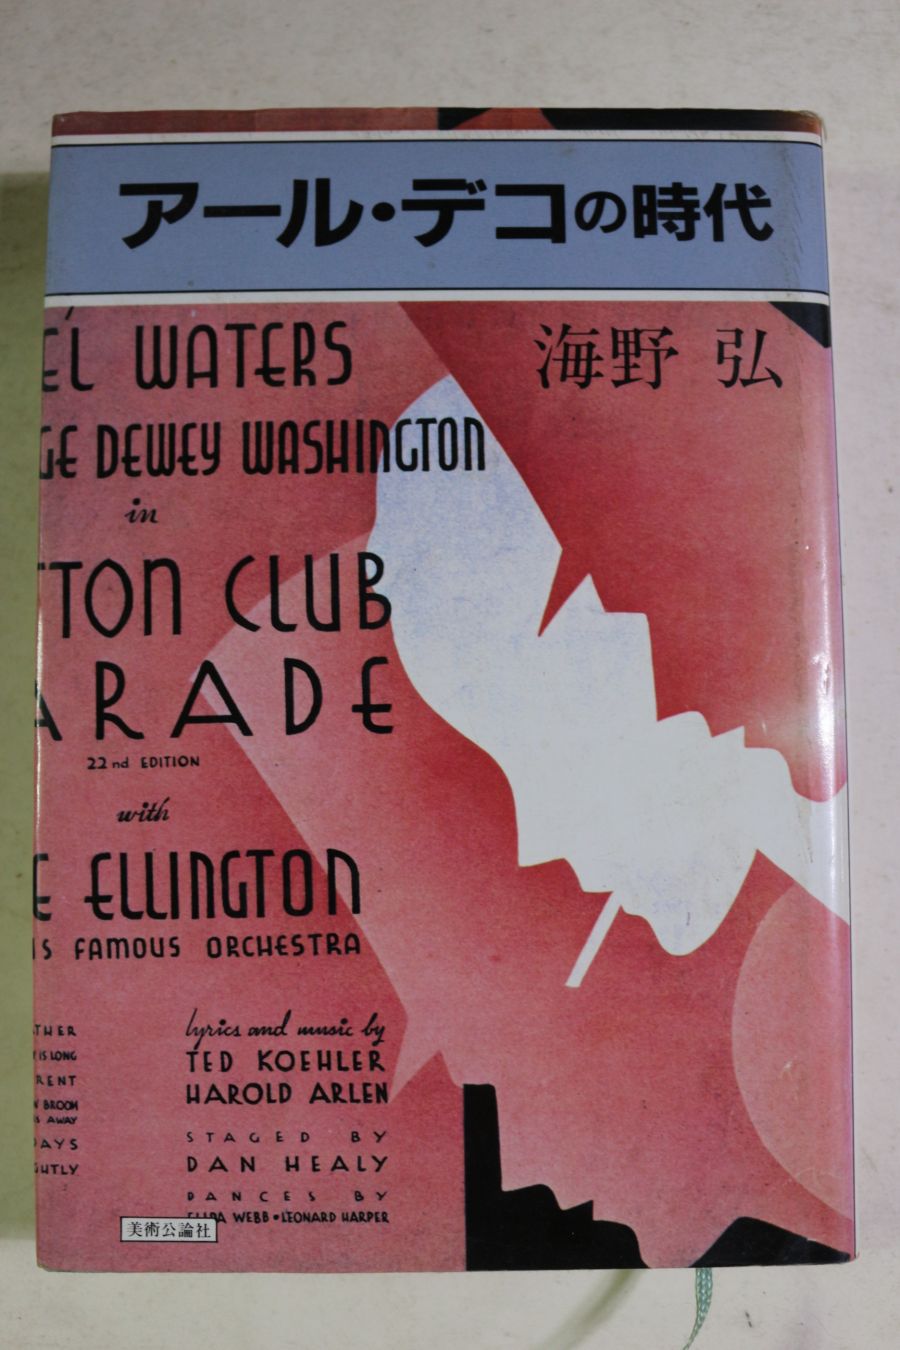 アール・デコの時代
海野 弘
EL WATERS
GE DEWEY WASHINGTON
in
TTON CLUB
ARADE
22nd EDITION
with
E ELLINGTON
IS FAMOUS ORCHESTRA
THER
IS LONG
RENT
BROOM
AWAY
DAYS
GHTLY
lyrics and music by
TED KOEHLER
HAROLD ARLEN
STAGED BY
DAN HEALY
DANCES BY
WEBB • LEONARD HARPER
美術公論社